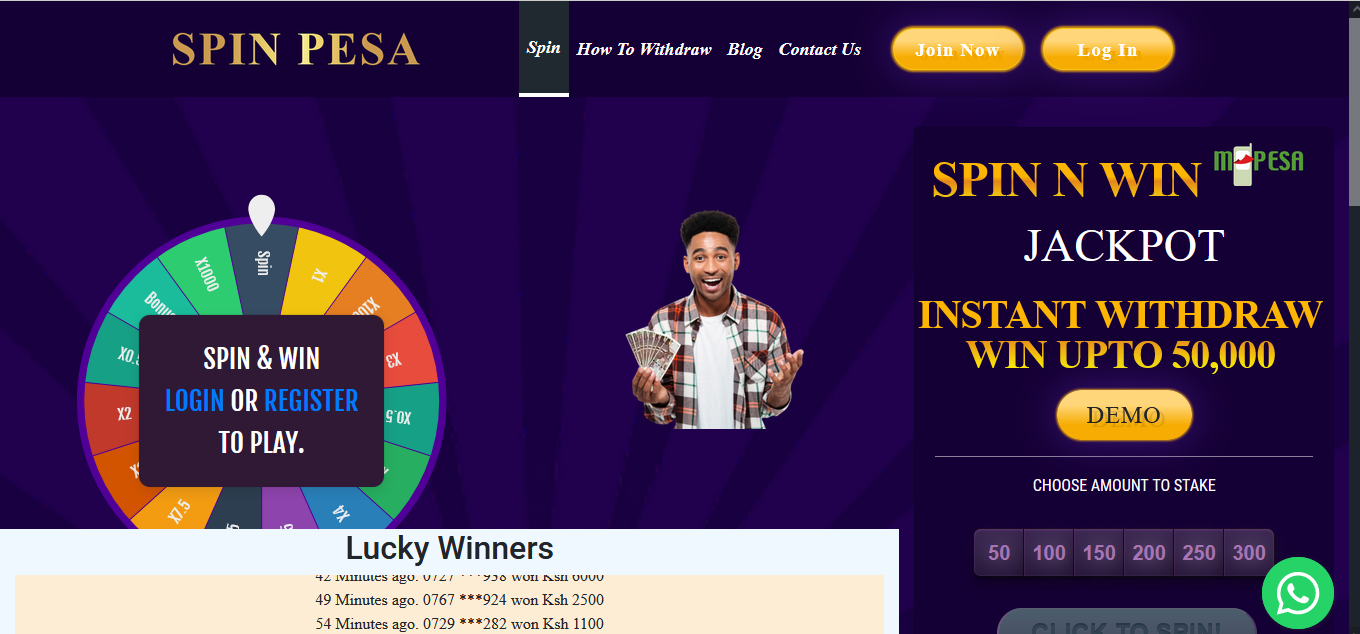 SPIN PESA
Spin
How To Withdraw
Blog
Contact Us
Join Now
Log In
M PESA
SPIN N WIN
JACKPOT
INSTANT WITHDRAW
WIN UPTO 50,000
DEMO
CHOOSE AMOUNT TO STAKE
50 100 150 200 250 300
CLICK TO SPIN!
X1000
Spin
X1
X3
X0.5
X4
X7.5
X2
SPIN & WIN
LOGIN OR REGISTER
TO PLAY.
Lucky Winners
42 Minutes ago. 0727 ***938 won Ksh 6000
49 Minutes ago. 0767 ***924 won Ksh 2500
54 Minutes ago. 0729 ***282 won Ksh 1100